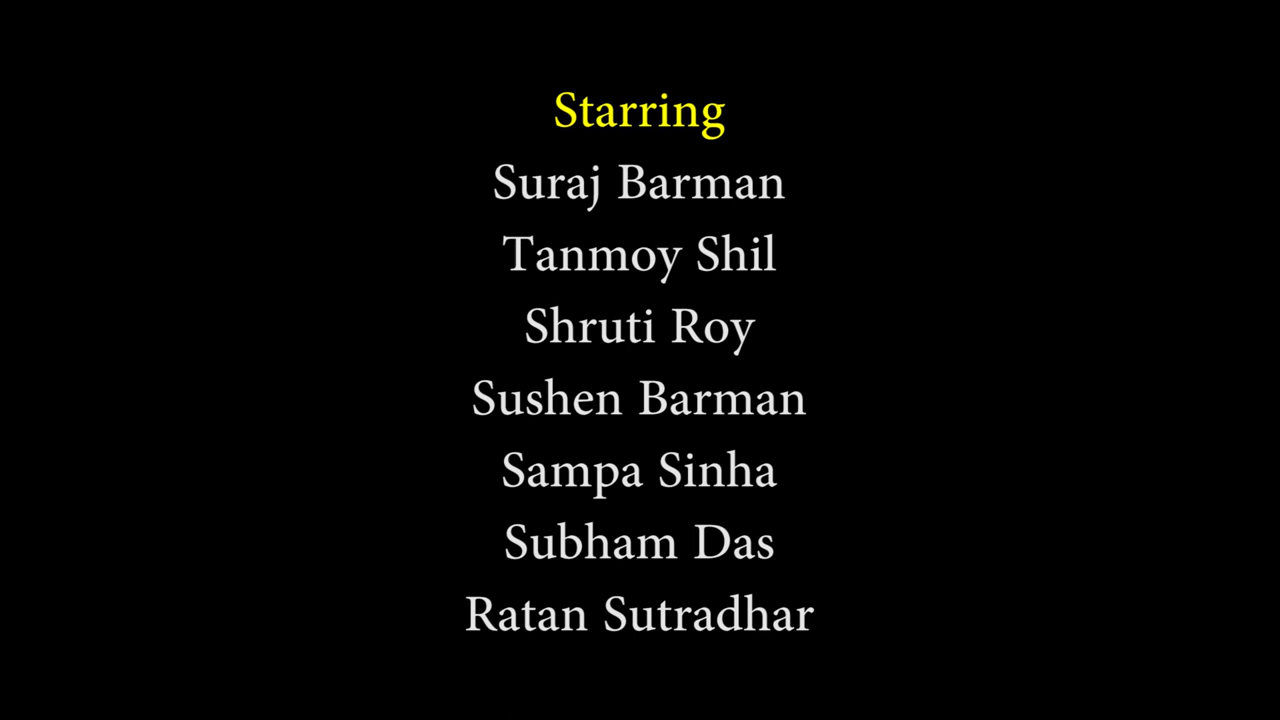 Starring
Suraj Barman
Tanmoy Shil
Shruti Roy
Sushen Barman
Sampa Sinha
Subham Das
Ratan Sutradhar